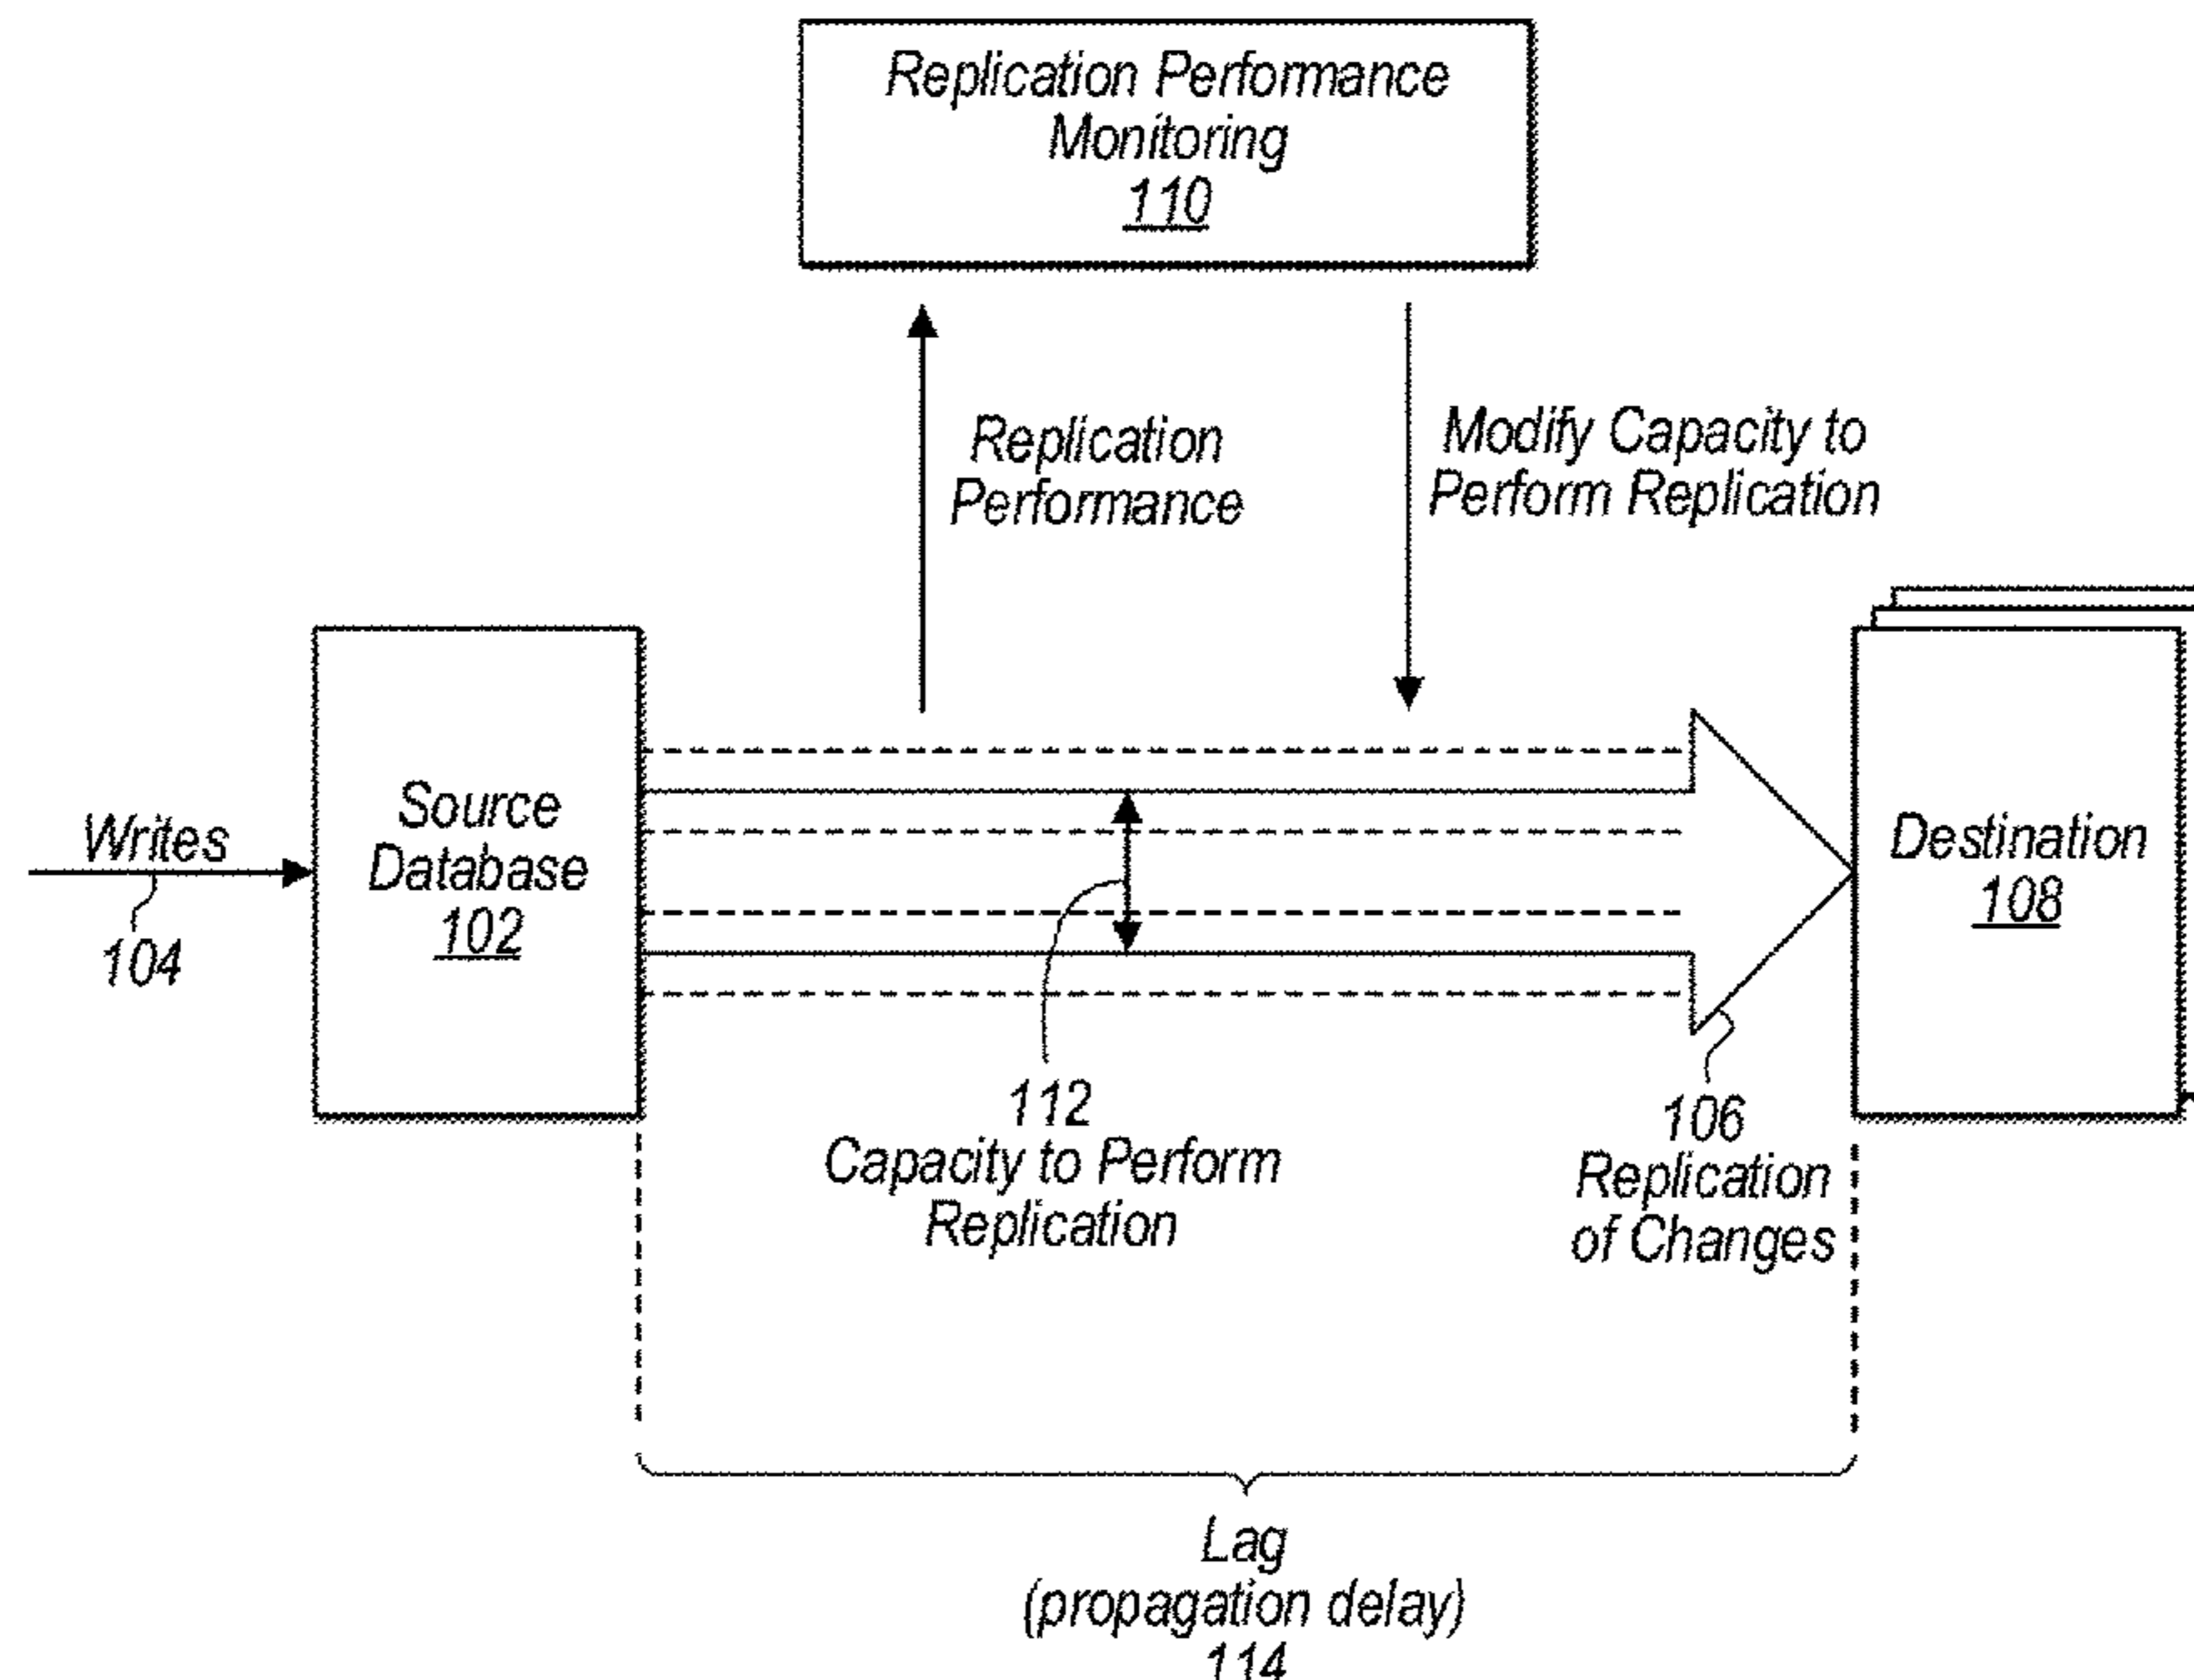 Replication Performance
Monitoring
110
Replication
Performance
Modify Capacity to
Perform Replication
Writes
104
Source
Database
102
Destination
108
112
Capacity to Perform
Replication
106
Replication
of Changes
Lag
(propagation delay)
114